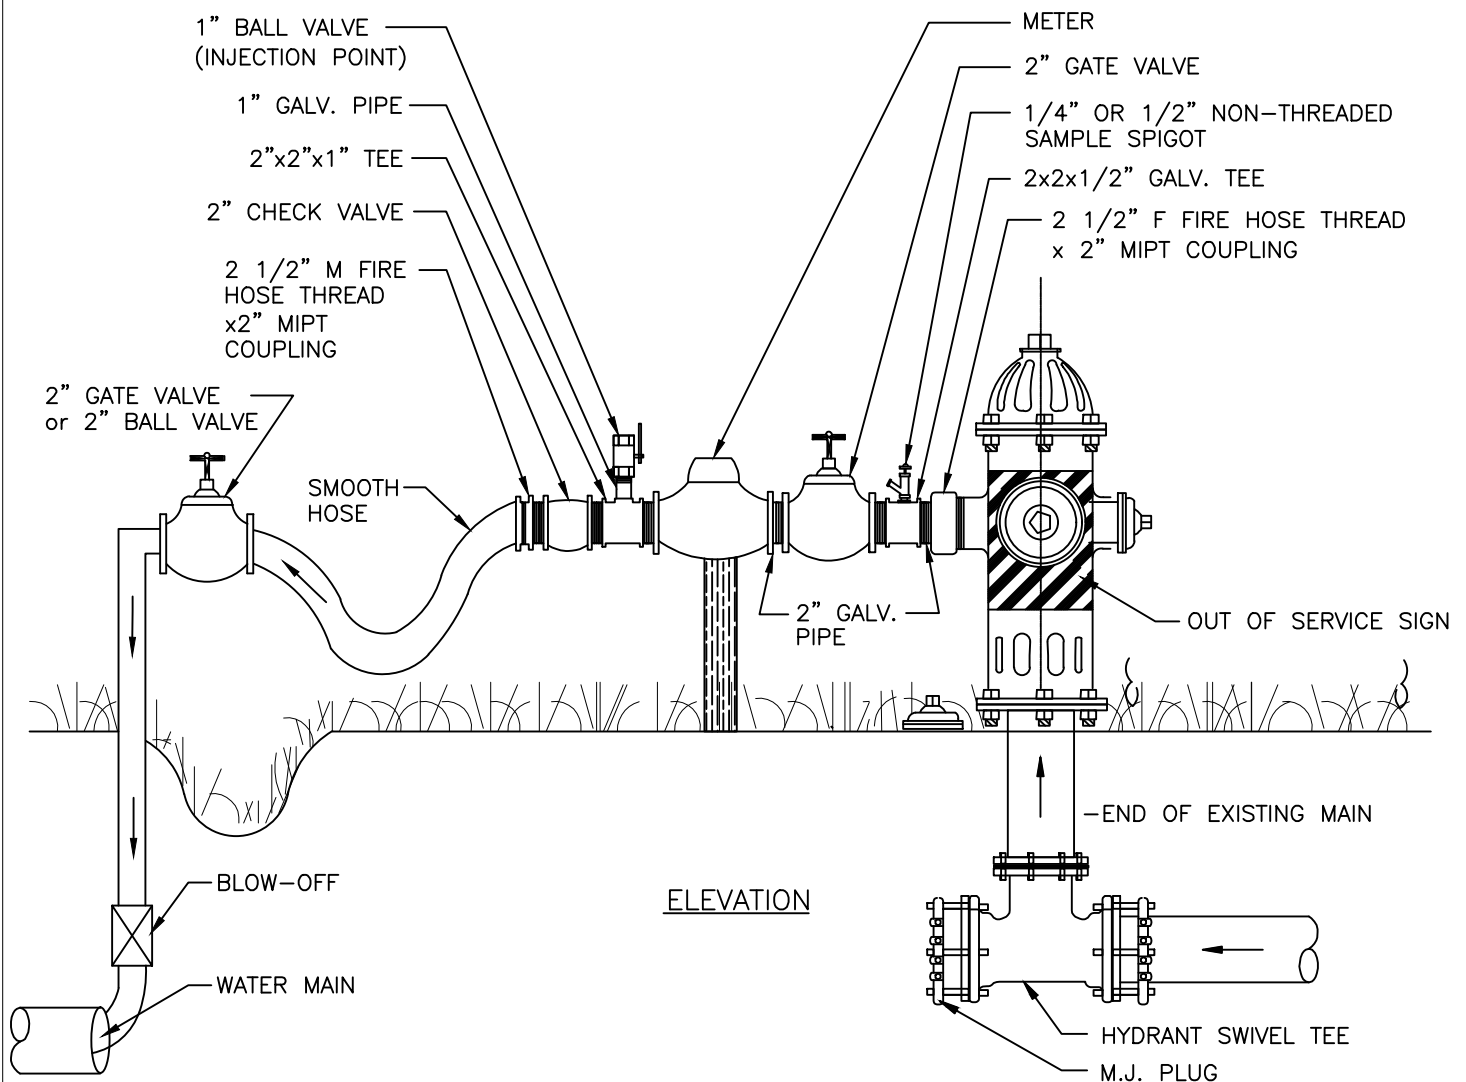 1” BALL VALVE
(INJECTION POINT)
1” GALV. PIPE
2”x2”x1” TEE
2” CHECK VALVE
2 1/2” M FIRE
HOSE THREAD
x2” MIPT
COUPLING
2” GATE VALVE
or 2” BALL VALVE
SMOOTH
HOSE
METER
2” GATE VALVE
1/4” OR 1/2” NON-THREADED
SAMPLE SPIGOT
2x2x1/2” GALV. TEE
2 1/2” F FIRE HOSE THREAD
x 2” MIPT COUPLING
2” GALV.
PIPE
OUT OF SERVICE SIGN
END OF EXISTING MAIN
BLOW-OFF
ELEVATION
WATER MAIN
HYDRANT SWIVEL TEE
M.J. PLUG